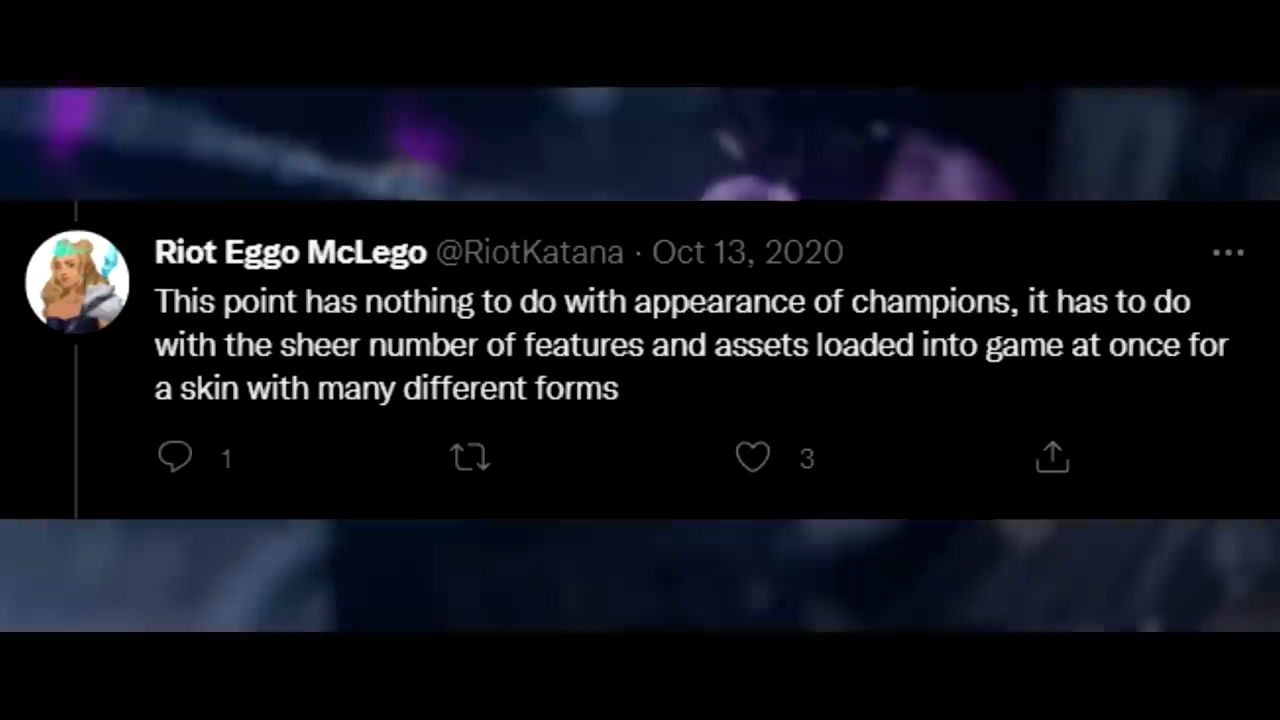 Riot Eggo McLego @RiotKatana · Oct 13, 2020
This point has nothing to do with appearance of champions, it has to do
with the sheer number of features and assets loaded into game at once for
a skin with many different forms
1 3